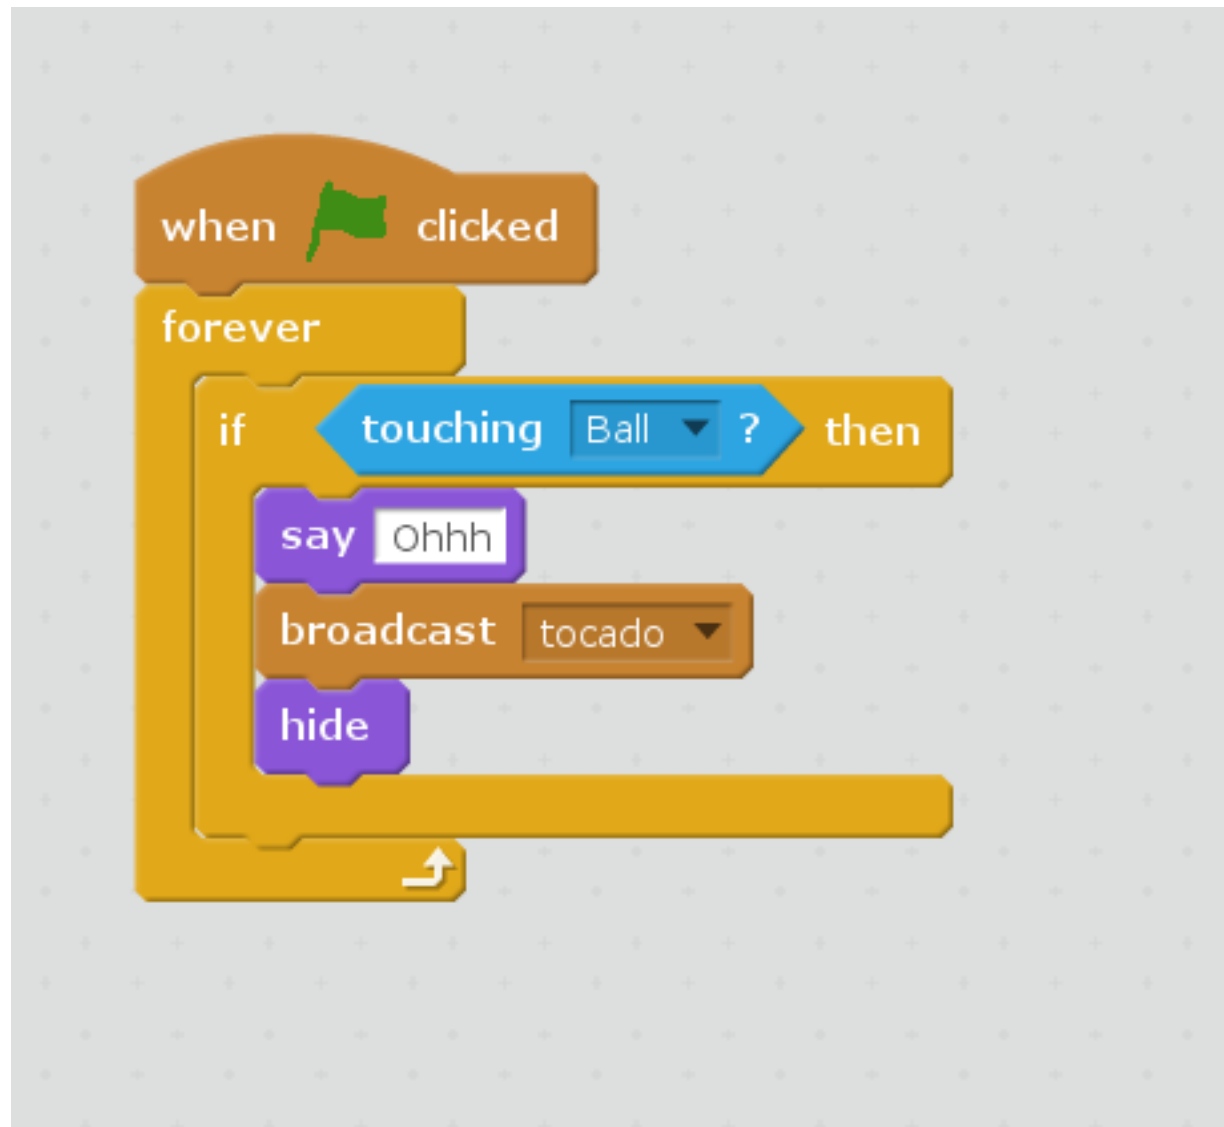 when clicked
forever
if touching Ball ? then
say Ohhh
broadcast tocado
hide